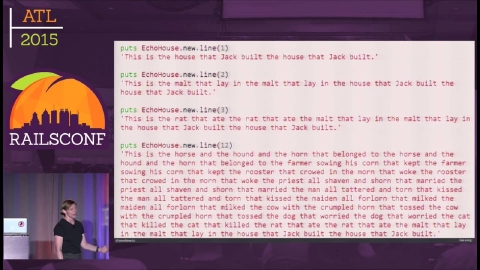 ATL
2015
RAILSCONF
puts EchoHouse.new.line(1)
'This is the house that Jack built the house that Jack built.'
puts EchoHouse.new.line(2)
'This is the malt that lay in the malt that lay in the house that Jack built the
house that Jack built.'
puts EchoHouse.new.line(3)
'This is the rat that ate the rat that ate the malt that lay in the malt that lay in
the house that Jack built the house that Jack built.'
puts EchoHouse.new.line(12)
'This is the horse and the hound and the horn that belonged to the horse and the
hound and the horn that belonged to the farmer sowing his corn that kept the farmer
sowing his corn that kept the rooster that crowed in the morn that woke the rooster
that crowed in the morn that woke the priest all shaven and shorn that married the
priest all shaven and shorn that married the man all tattered and torn that kissed
the man all tattered and torn that kissed the maiden all forlorn that milked the
maiden all forlorn that milked the cow with the crumpled horn that tossed the cow
with the crumpled horn that tossed the dog that worried the dog that worried the cat
that killed the cat that killed the rat that ate the rat that ate the malt that lay
in the malt that lay in the house that Jack built the house that Jack built.'